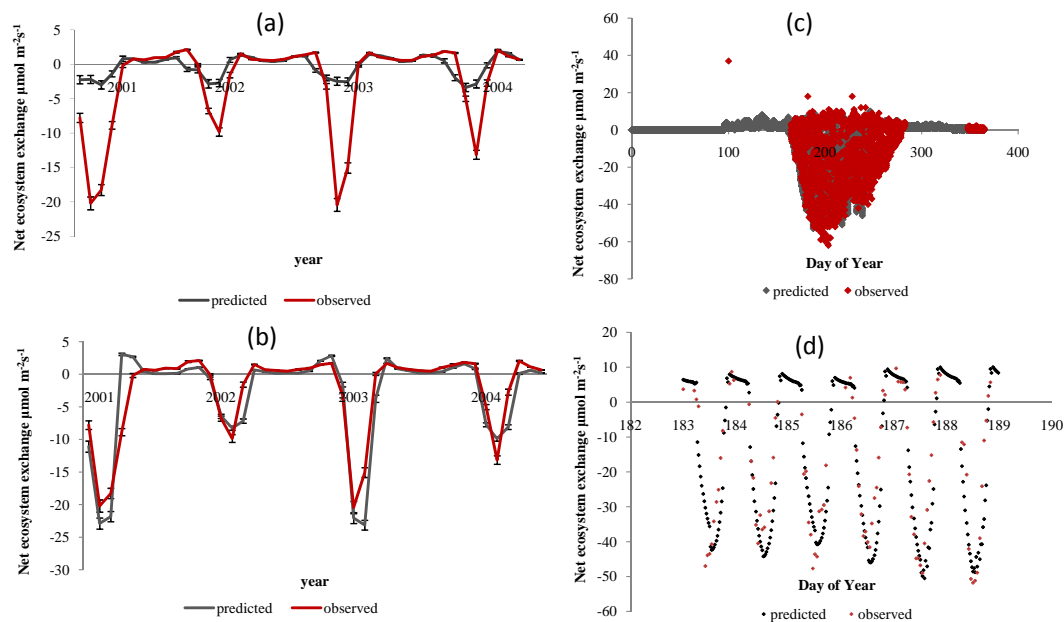 (a)
5
0
-5
-10
-15
-20
-25
2001
2002
2003
2004
Net ecosystem exchange µmol m⁻²s⁻¹
year
predicted
observed
(c)
60
40
20
0
-20
-40
-60
-80
0
100
200
300
400
Net ecosystem exchange µmol m⁻²s⁻¹
Day of Year
predicted
observed
(b)
5
0
-5
-10
-15
-20
-25
-30
2001
2002
2003
2004
Net ecosystem exchange µmol m⁻²s⁻¹
year
predicted
observed
(d)
20
10
0
-10
-20
-30
-40
-50
-60
182
183
184
185
186
187
188
189
190
Net ecosystem exchange µmol m⁻²s⁻¹
Day of Year
predicted
observed